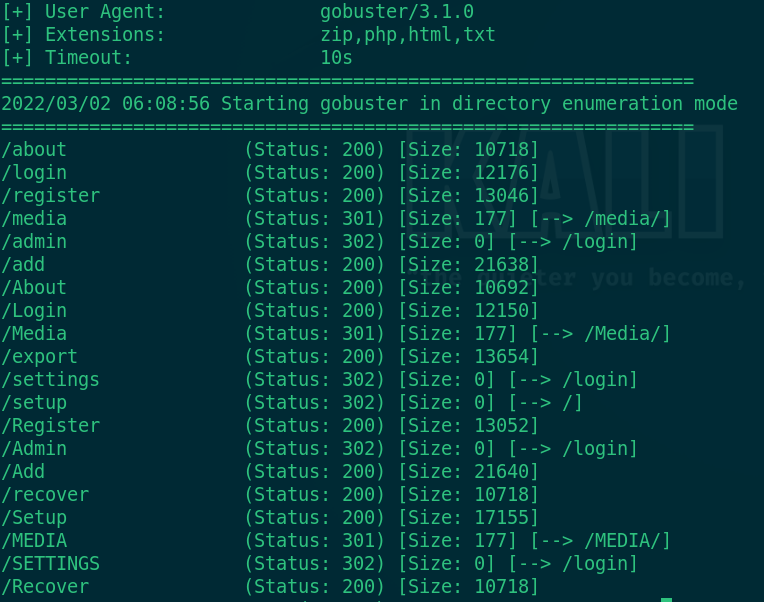 [+] User Agent:              gobuster/3.1.0
[+] Extensions:              zip,php,html,txt
[+] Timeout:                 10s
===============================================================
2022/03/02 06:08:56 Starting gobuster in directory enumeration mode
===============================================================
/about                (Status: 200) [Size: 10718]
/login                (Status: 200) [Size: 12176]
/register             (Status: 200) [Size: 13046]
/media                (Status: 301) [Size: 177] [--> /media/]
/admin                (Status: 302) [Size: 0] [--> /login]
/add                  (Status: 200) [Size: 21638]
/About                (Status: 200) [Size: 10692]
/Login                (Status: 200) [Size: 12150]
/Media                (Status: 301) [Size: 177] [--> /Media/]
/export               (Status: 200) [Size: 13654]
/settings             (Status: 302) [Size: 0] [--> /login]
/setup                (Status: 302) [Size: 0] [--> /]
/Register             (Status: 200) [Size: 13052]
/Admin                (Status: 302) [Size: 0] [--> /login]
/Add                  (Status: 200) [Size: 21640]
/recover              (Status: 200) [Size: 10718]
/Setup                (Status: 200) [Size: 17155]
/MEDIA                (Status: 301) [Size: 177] [--> /MEDIA/]
/SETTINGS             (Status: 302) [Size: 0] [--> /login]
/Recover              (Status: 200) [Size: 10718]
KALI
the quieter you become,